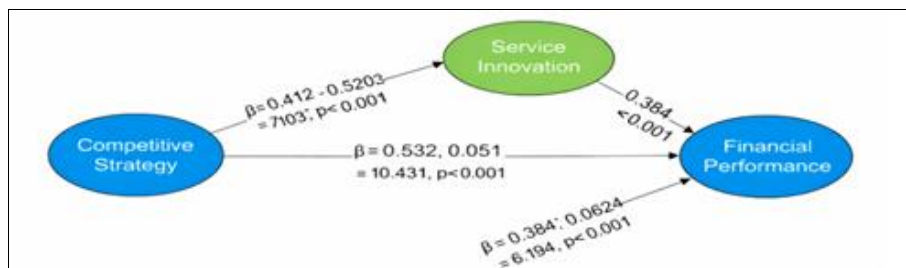 Service
Innovation
β= 0.412 - 0.5203
= 7103*, p< 0.001
0.384
<0.001
Competitive
Strategy
β = 0.532, 0.051
= 10.431, p<0.001
Financial
Performance
β = 0.384*, 0.0624
= 6.194, p< 0.001